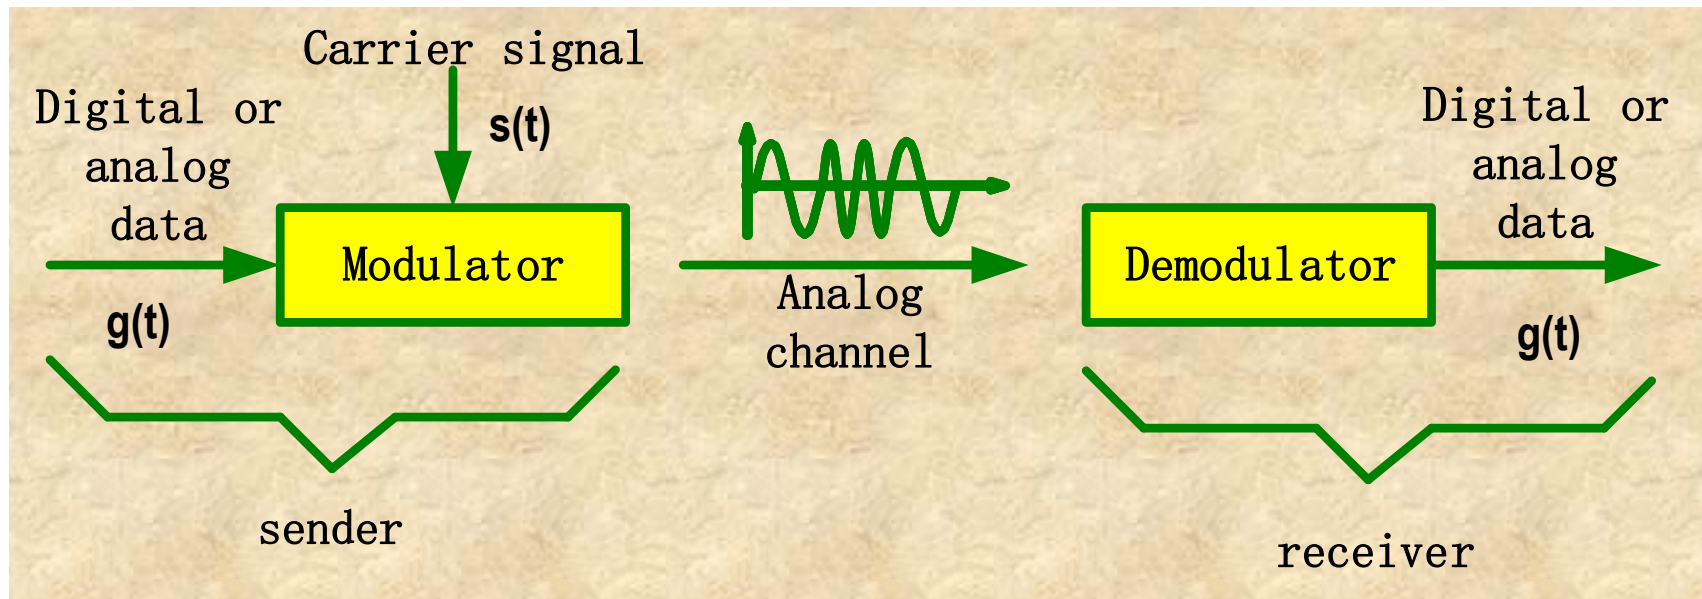 Carrier signal
s(t)
Digital or
analog
data
g(t)
Modulator
sender
Analog
channel
Demodulator
Digital or
analog
data
g(t)
receiver